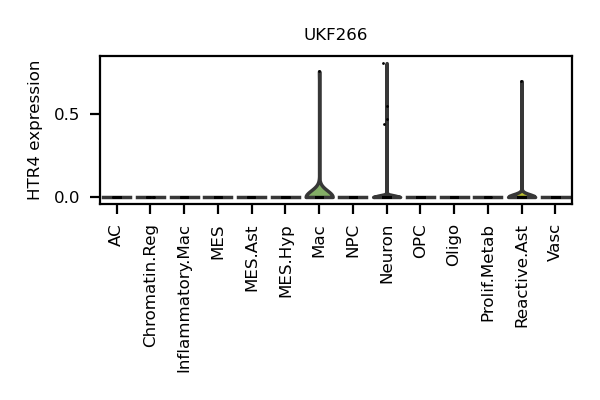 UKF266
HTR4 expression
0.5
0.0
AC
Chromatin.Reg
Inflammatory.Mac
MES
MES.Ast
MES.Hyp
Mac
NPC
Neuron
OPC
Oligo
Prolif.Metab
Reactive.Ast
Vasc